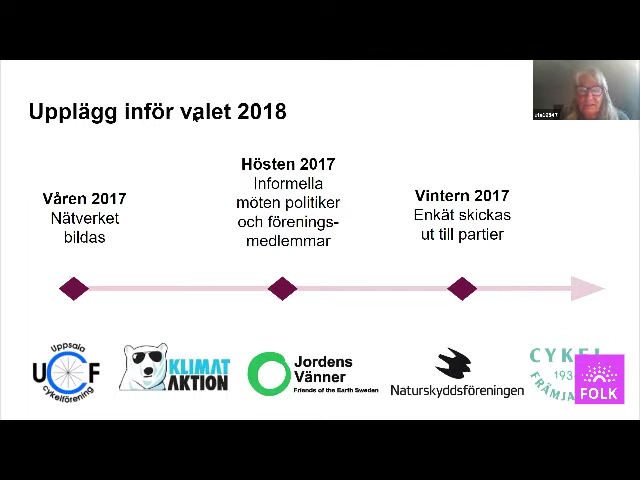 Upplägg inför valet 2018
Våren 2017
Nätverket
bildas
Hösten 2017
Informella
möten politiker
och förenings-
medlemmar
Vintern 2017
Enkät skickas
ut till partier
Uppsala
UCF
cykelförening
KLIMAT
AKTION
Jordens
Vänner
Friends of the Earth Sweden
Naturskyddsföreningen
CYKEL
FOLK